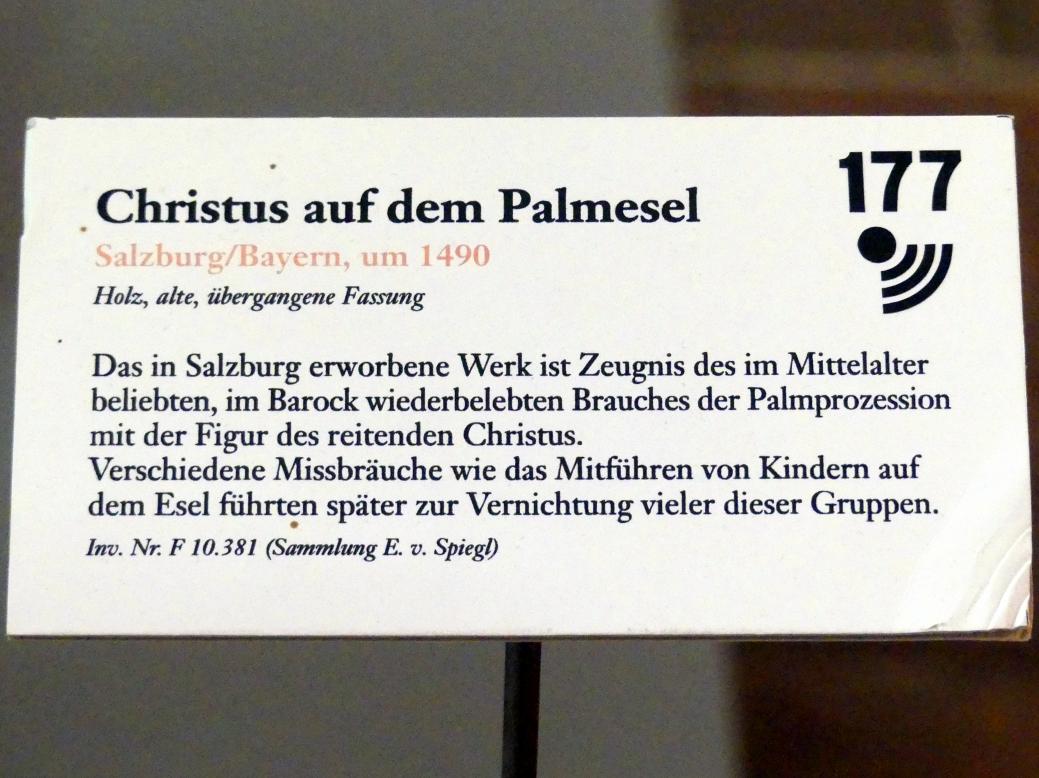 177
Christus auf dem Palmesel
Salzburg/Bayern, um 1490
Holz, alte, übergangene Fassung
Das in Salzburg erworbene Werk ist Zeugnis des im Mittelalter
beliebten, im Barock wiederbelebten Brauches der Palmprozession
mit der Figur des reitenden Christus.
Verschiedene Missbräuche wie das Mitführen von Kindern auf
dem Esel führten später zur Vernichtung vieler dieser Gruppen.
Inv. Nr. F 10.381 (Sammlung E. v. Spiegl)